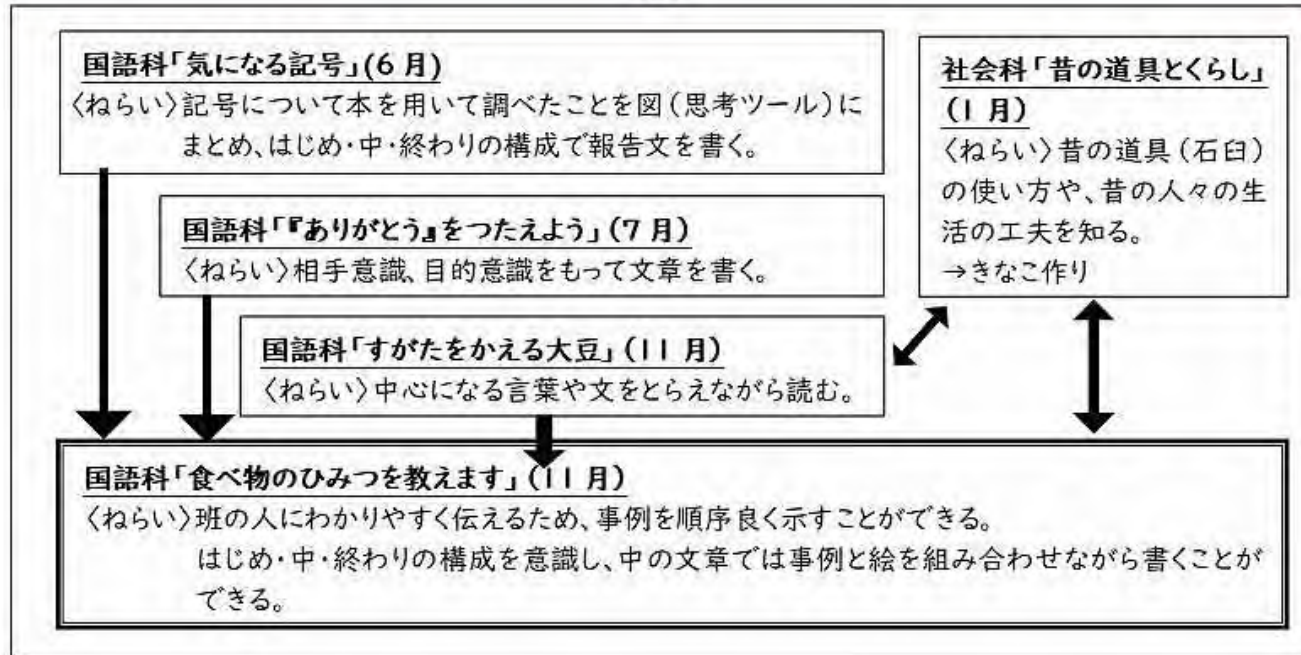 国語科「気になる記号」(6月)
〈ねらい〉記号について本を用いて調べたことを図(思考ツール)に
まとめ、はじめ・中・終わりの構成で報告文を書く。
国語科「『ありがとう』をつたえよう」(7月)
〈ねらい〉相手意識、目的意識をもって文章を書く。
国語科「すがたをかえる大豆」(11月)
〈ねらい〉中心になる言葉や文をとらえながら読む。
社会科「昔の道具とくらし」
(1月)
〈ねらい〉昔の道具(石臼)
の使い方や、昔の人々の生
活の工夫を知る。
→きなこ作り
国語科「食べ物のひみつを教えます」(11月)
〈ねらい〉班の人にわかりやすく伝えるため、事例を順序良く示すことができる。
はじめ・中・終わりの構成を意識し、中の文章では事例と絵を組み合わせながら書くことが
できる。